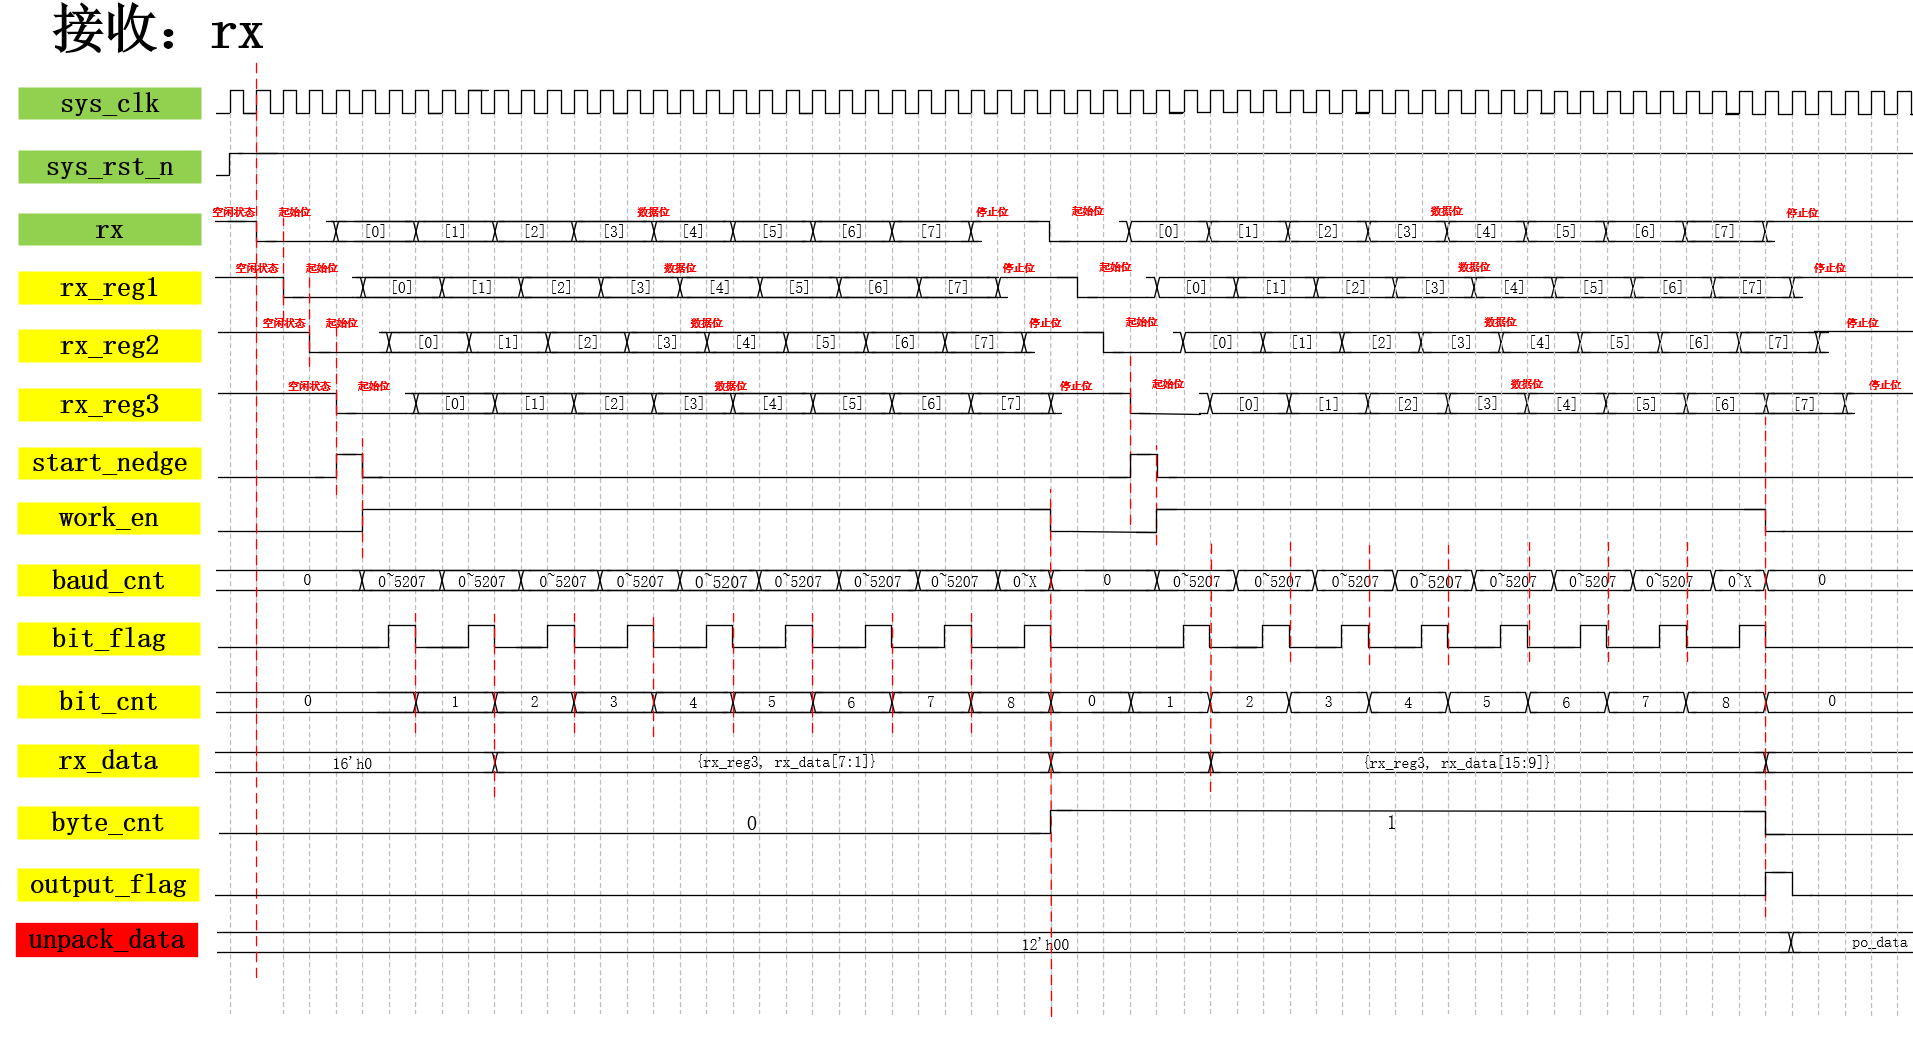 接收：rx
sys_clk
sys_rst_n
空闲状态 起始位 数据位 停止位 起始位 数据位 停止位
rx [0] [1] [2] [3] [4] [5] [6] [7] [0] [1] [2] [3] [4] [5] [6] [7]
空闲状态 起始位 数据位 停止位 起始位 数据位 停止位
rx_reg1 [0] [1] [2] [3] [4] [5] [6] [7] [0] [1] [2] [3] [4] [5] [6] [7]
空闲状态 起始位 数据位 停止位 起始位 数据位 停止位
rx_reg2 [0] [1] [2] [3] [4] [5] [6] [7] [0] [1] [2] [3] [4] [5] [6] [7]
空闲状态 起始位 数据位 停止位 起始位 数据位 停止位
rx_reg3 [0] [1] [2] [3] [4] [5] [6] [7] [0] [1] [2] [3] [4] [5] [6] [7]
start_nedge
work_en
baud_cnt 0 0~5207 0~5207 0~5207 0~5207 0~5207 0~5207 0~5207 0~5207 0~X 0 0~5207 0~5207 0~5207 0~5207 0~5207 0~5207 0~5207 0~X 0
bit_flag
bit_cnt 0 1 2 3 4 5 6 7 8 0 1 2 3 4 5 6 7 8 0
rx_data 16'h0 {rx_reg3, rx_data[7:1]} {rx_reg3, rx_data[15:9]}
byte_cnt 0 1
output_flag
unpack_data 12'h00 po_data